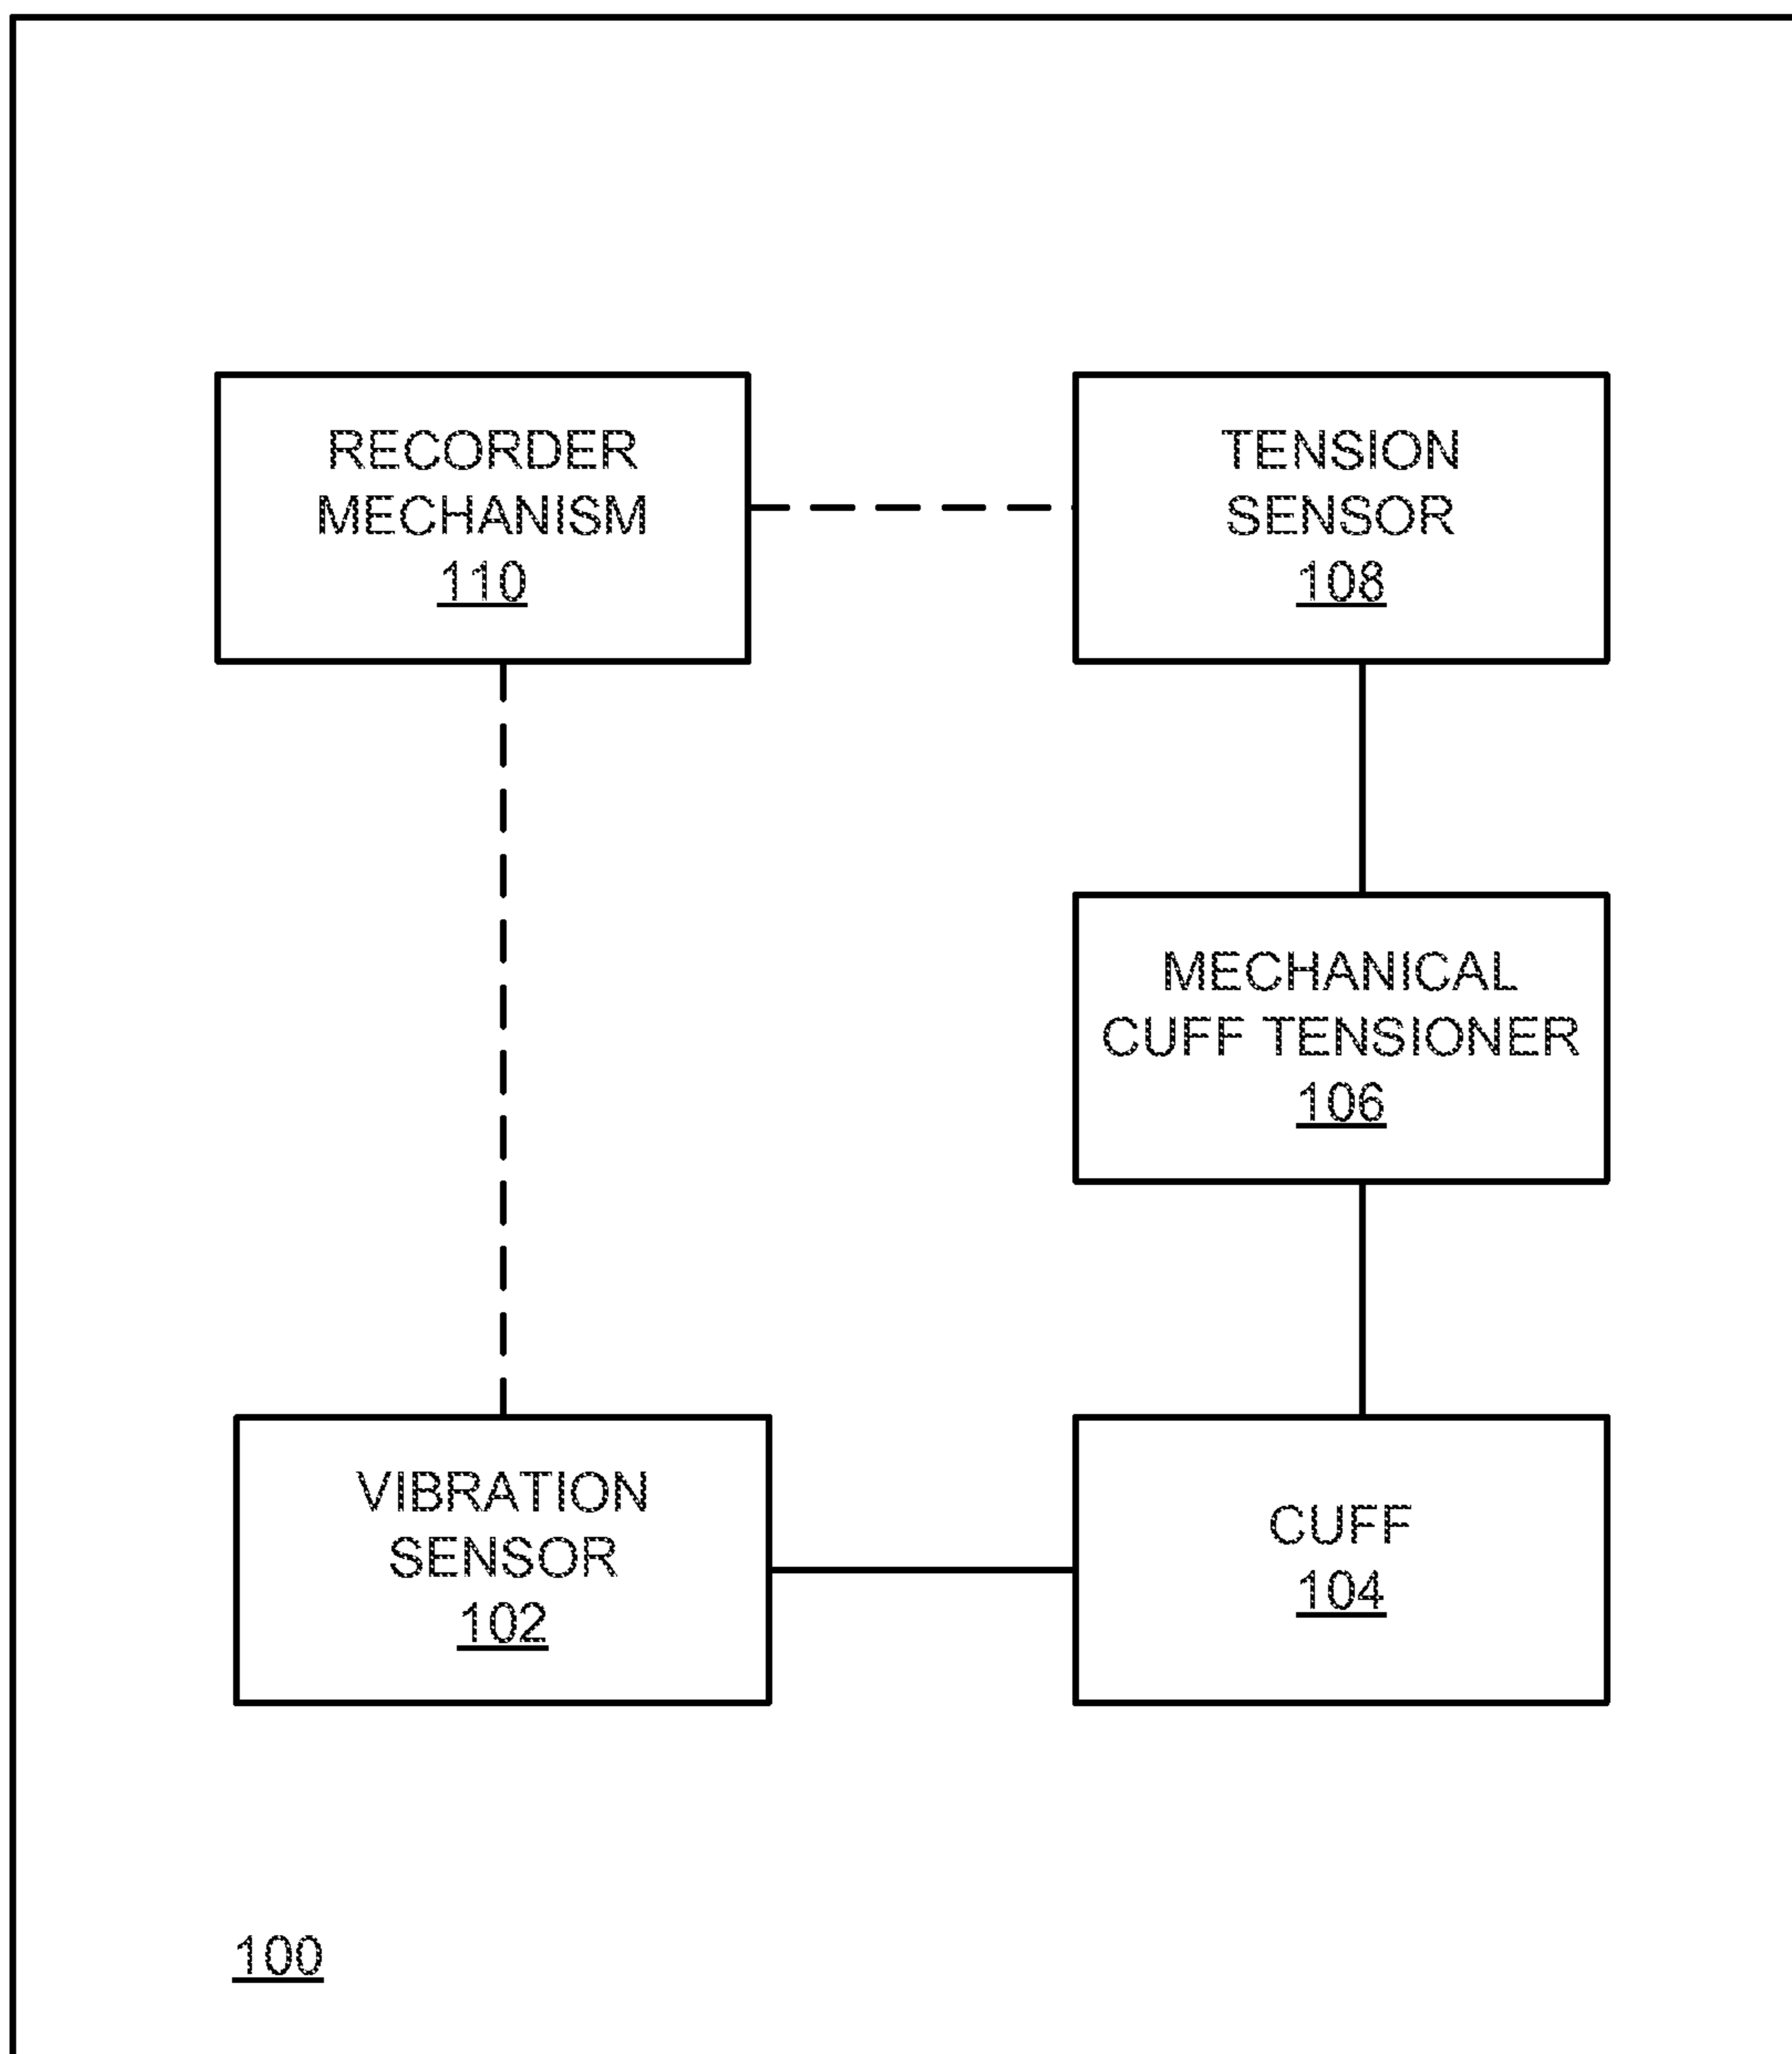 RECORDER
MECHANISM
110
TENSION
SENSOR
108
MECHANICAL
CUFF TENSIONER
106
VIBRATION
SENSOR
102
CUFF
104
100